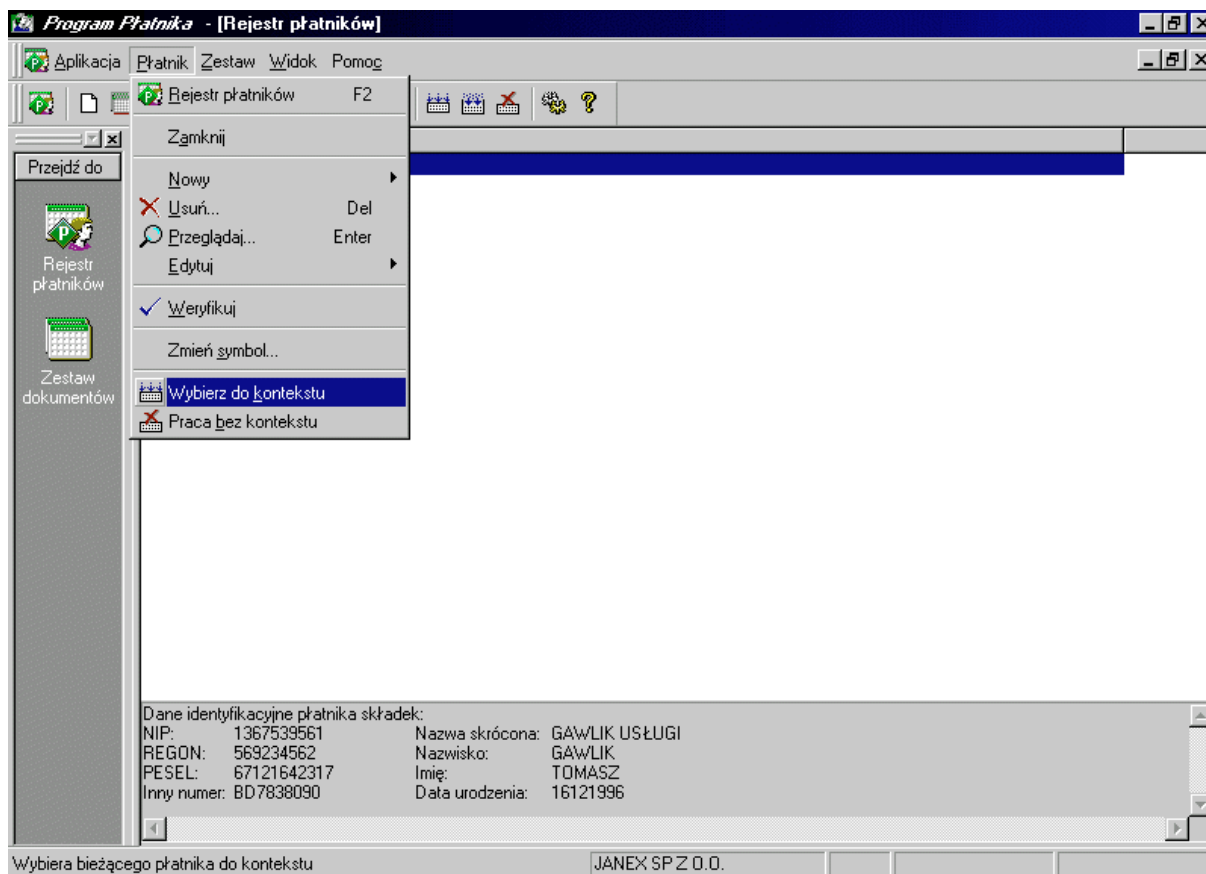 Program Płatnika - [Rejestr płatników]
Aplikacja Płatnik Zestaw Widok Pomoc
Rejestr płatników F2
Zamknij
Nowy
Usuń... Del
Przeglądaj... Enter
Edytuj
Weryfikuj
Zmień symbol...
Wybierz do kontekstu
Praca bez kontekstu
Przejdź do
Rejestr
płatników
Zestaw
dokumentów
Dane identyfikacyjne płatnika składek:
NIP: 1367539561 Nazwa skrócona: GAWLIK USŁUGI
REGON: 569234562 Nazwisko: GAWLIK
PESEL: 67121642317 Imię: TOMASZ
Inny numer: BD7838090 Data urodzenia: 16121996
Wybiera bieżącego płatnika do kontekstu JANEX SP Z O.O.